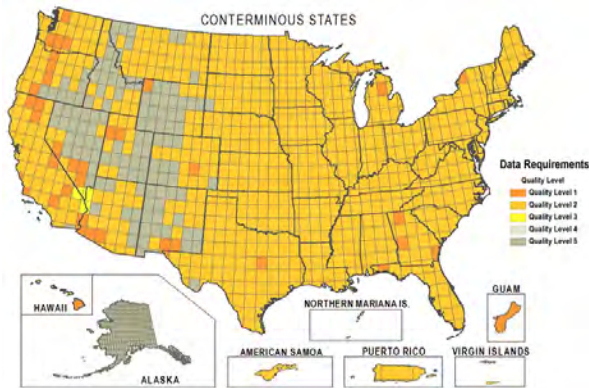 CONTERMINOUS STATES
Data Requirements
Quality Level
Quality Level 1
Quality Level 2
Quality Level 3
Quality Level 4
Quality Level 5
HAWAII
ALASKA
NORTHERN MARIANA IS.
GUAM
AMERICAN SAMOA
PUERTO RICO
VIRGIN ISLANDS